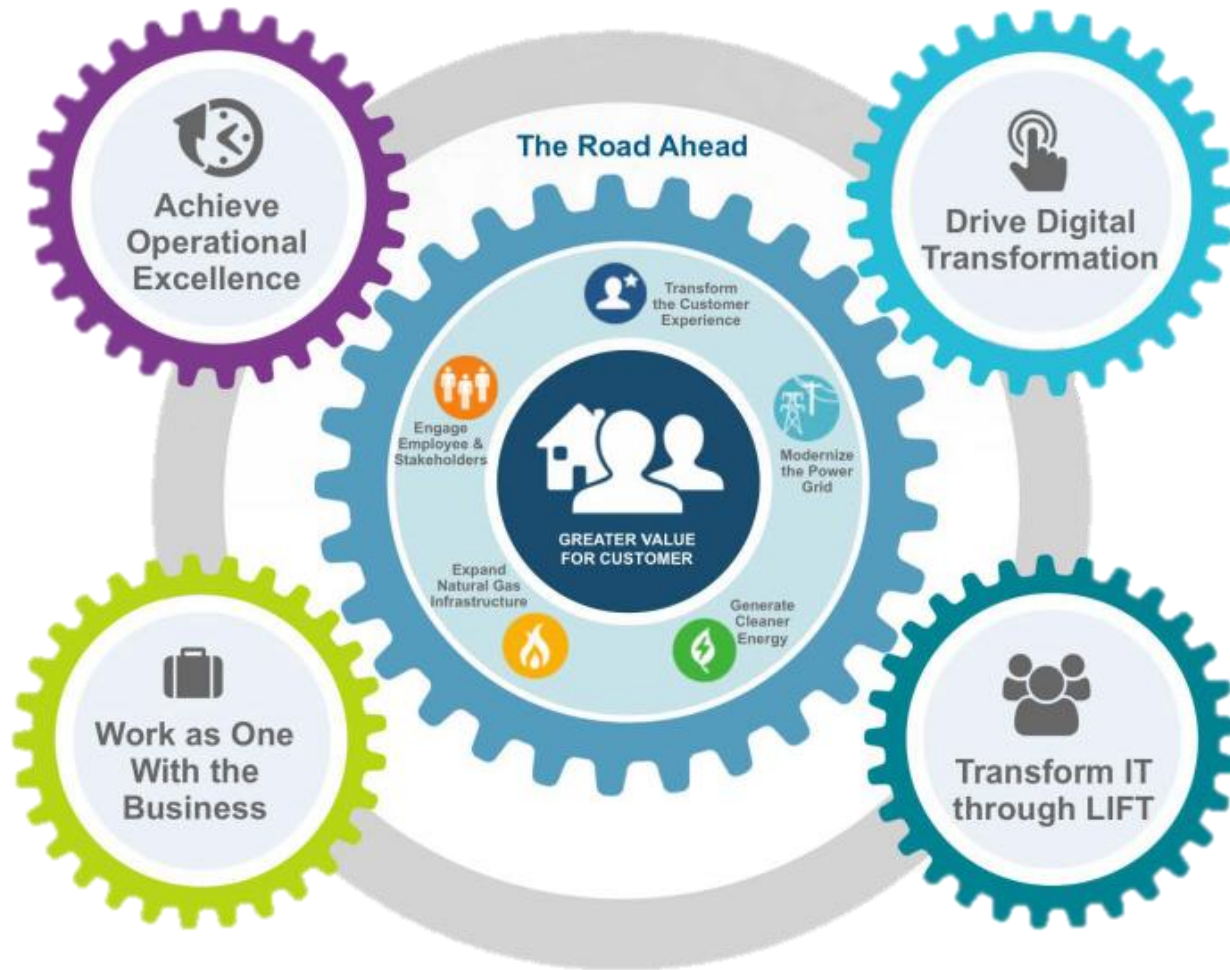 The Road Ahead
Achieve
Operational
Excellence
Drive Digital
Transformation
Transform
the Customer
Experience
Engage
Employee &
Stakeholders
Modernize
the Power
Grid
GREATER VALUE
FOR CUSTOMER
Expand
Natural Gas
Infrastructure
Generate
Cleaner
Energy
Work as One
With the
Business
Transform IT
through LIFT